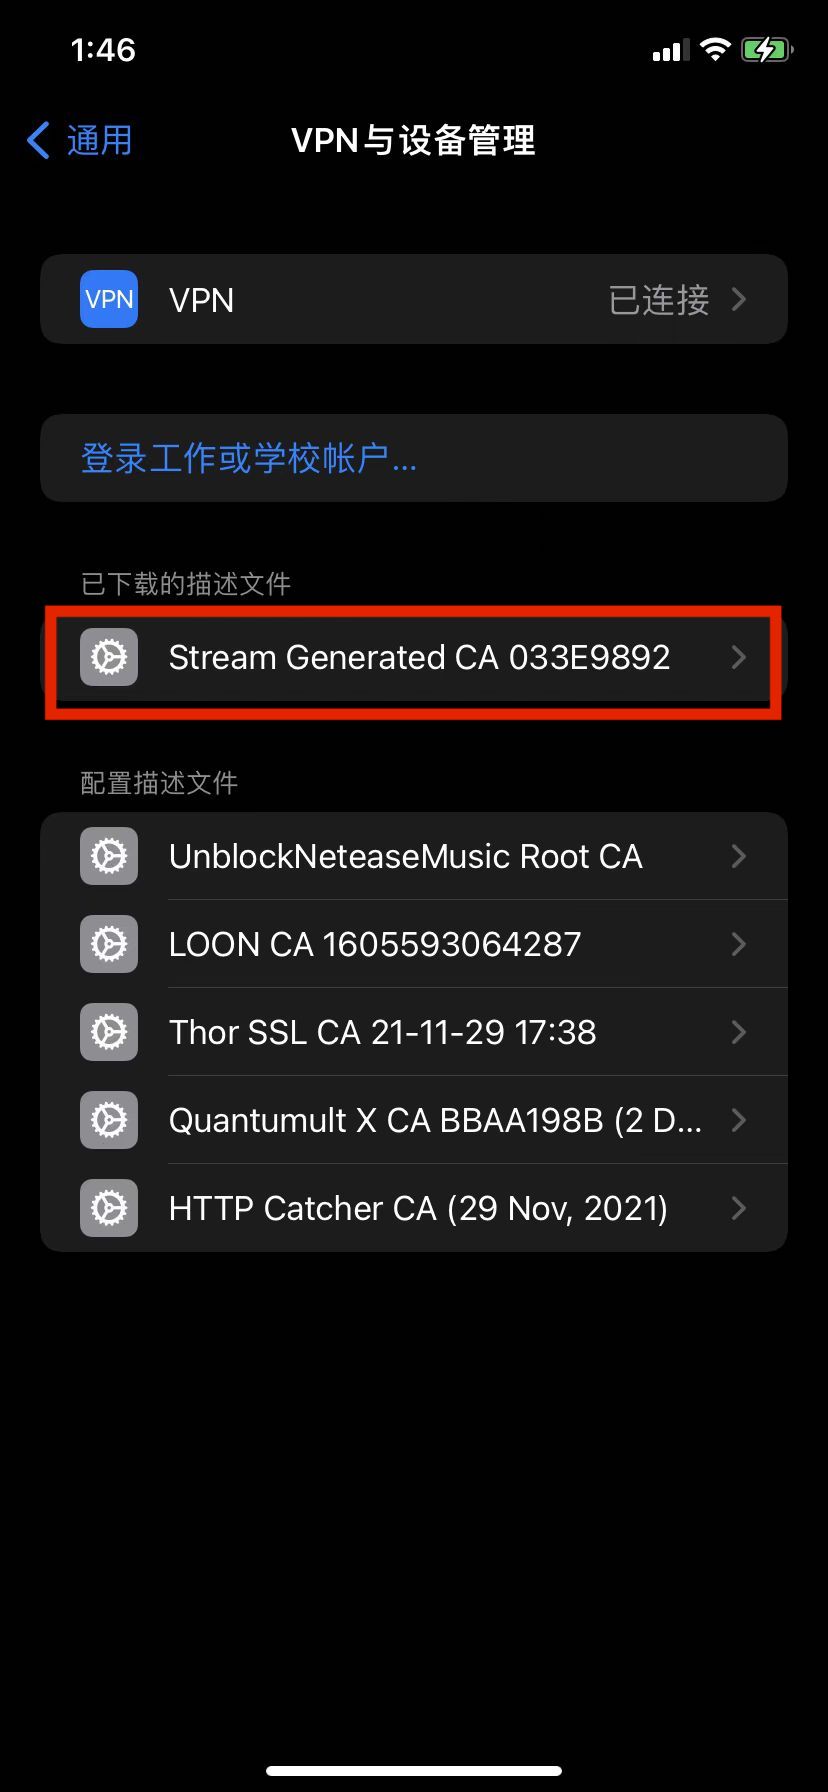 1:46
通用
VPN与设备管理
VPN VPN 已连接
登录工作或学校帐户...
已下载的描述文件
Stream Generated CA 033E9892
配置描述文件
UnblockNeteaseMusic Root CA
LOON CA 1605593064287
Thor SSL CA 21-11-29 17:38
Quantumult X CA BBAA198B (2 D...
HTTP Catcher CA (29 Nov, 2021)